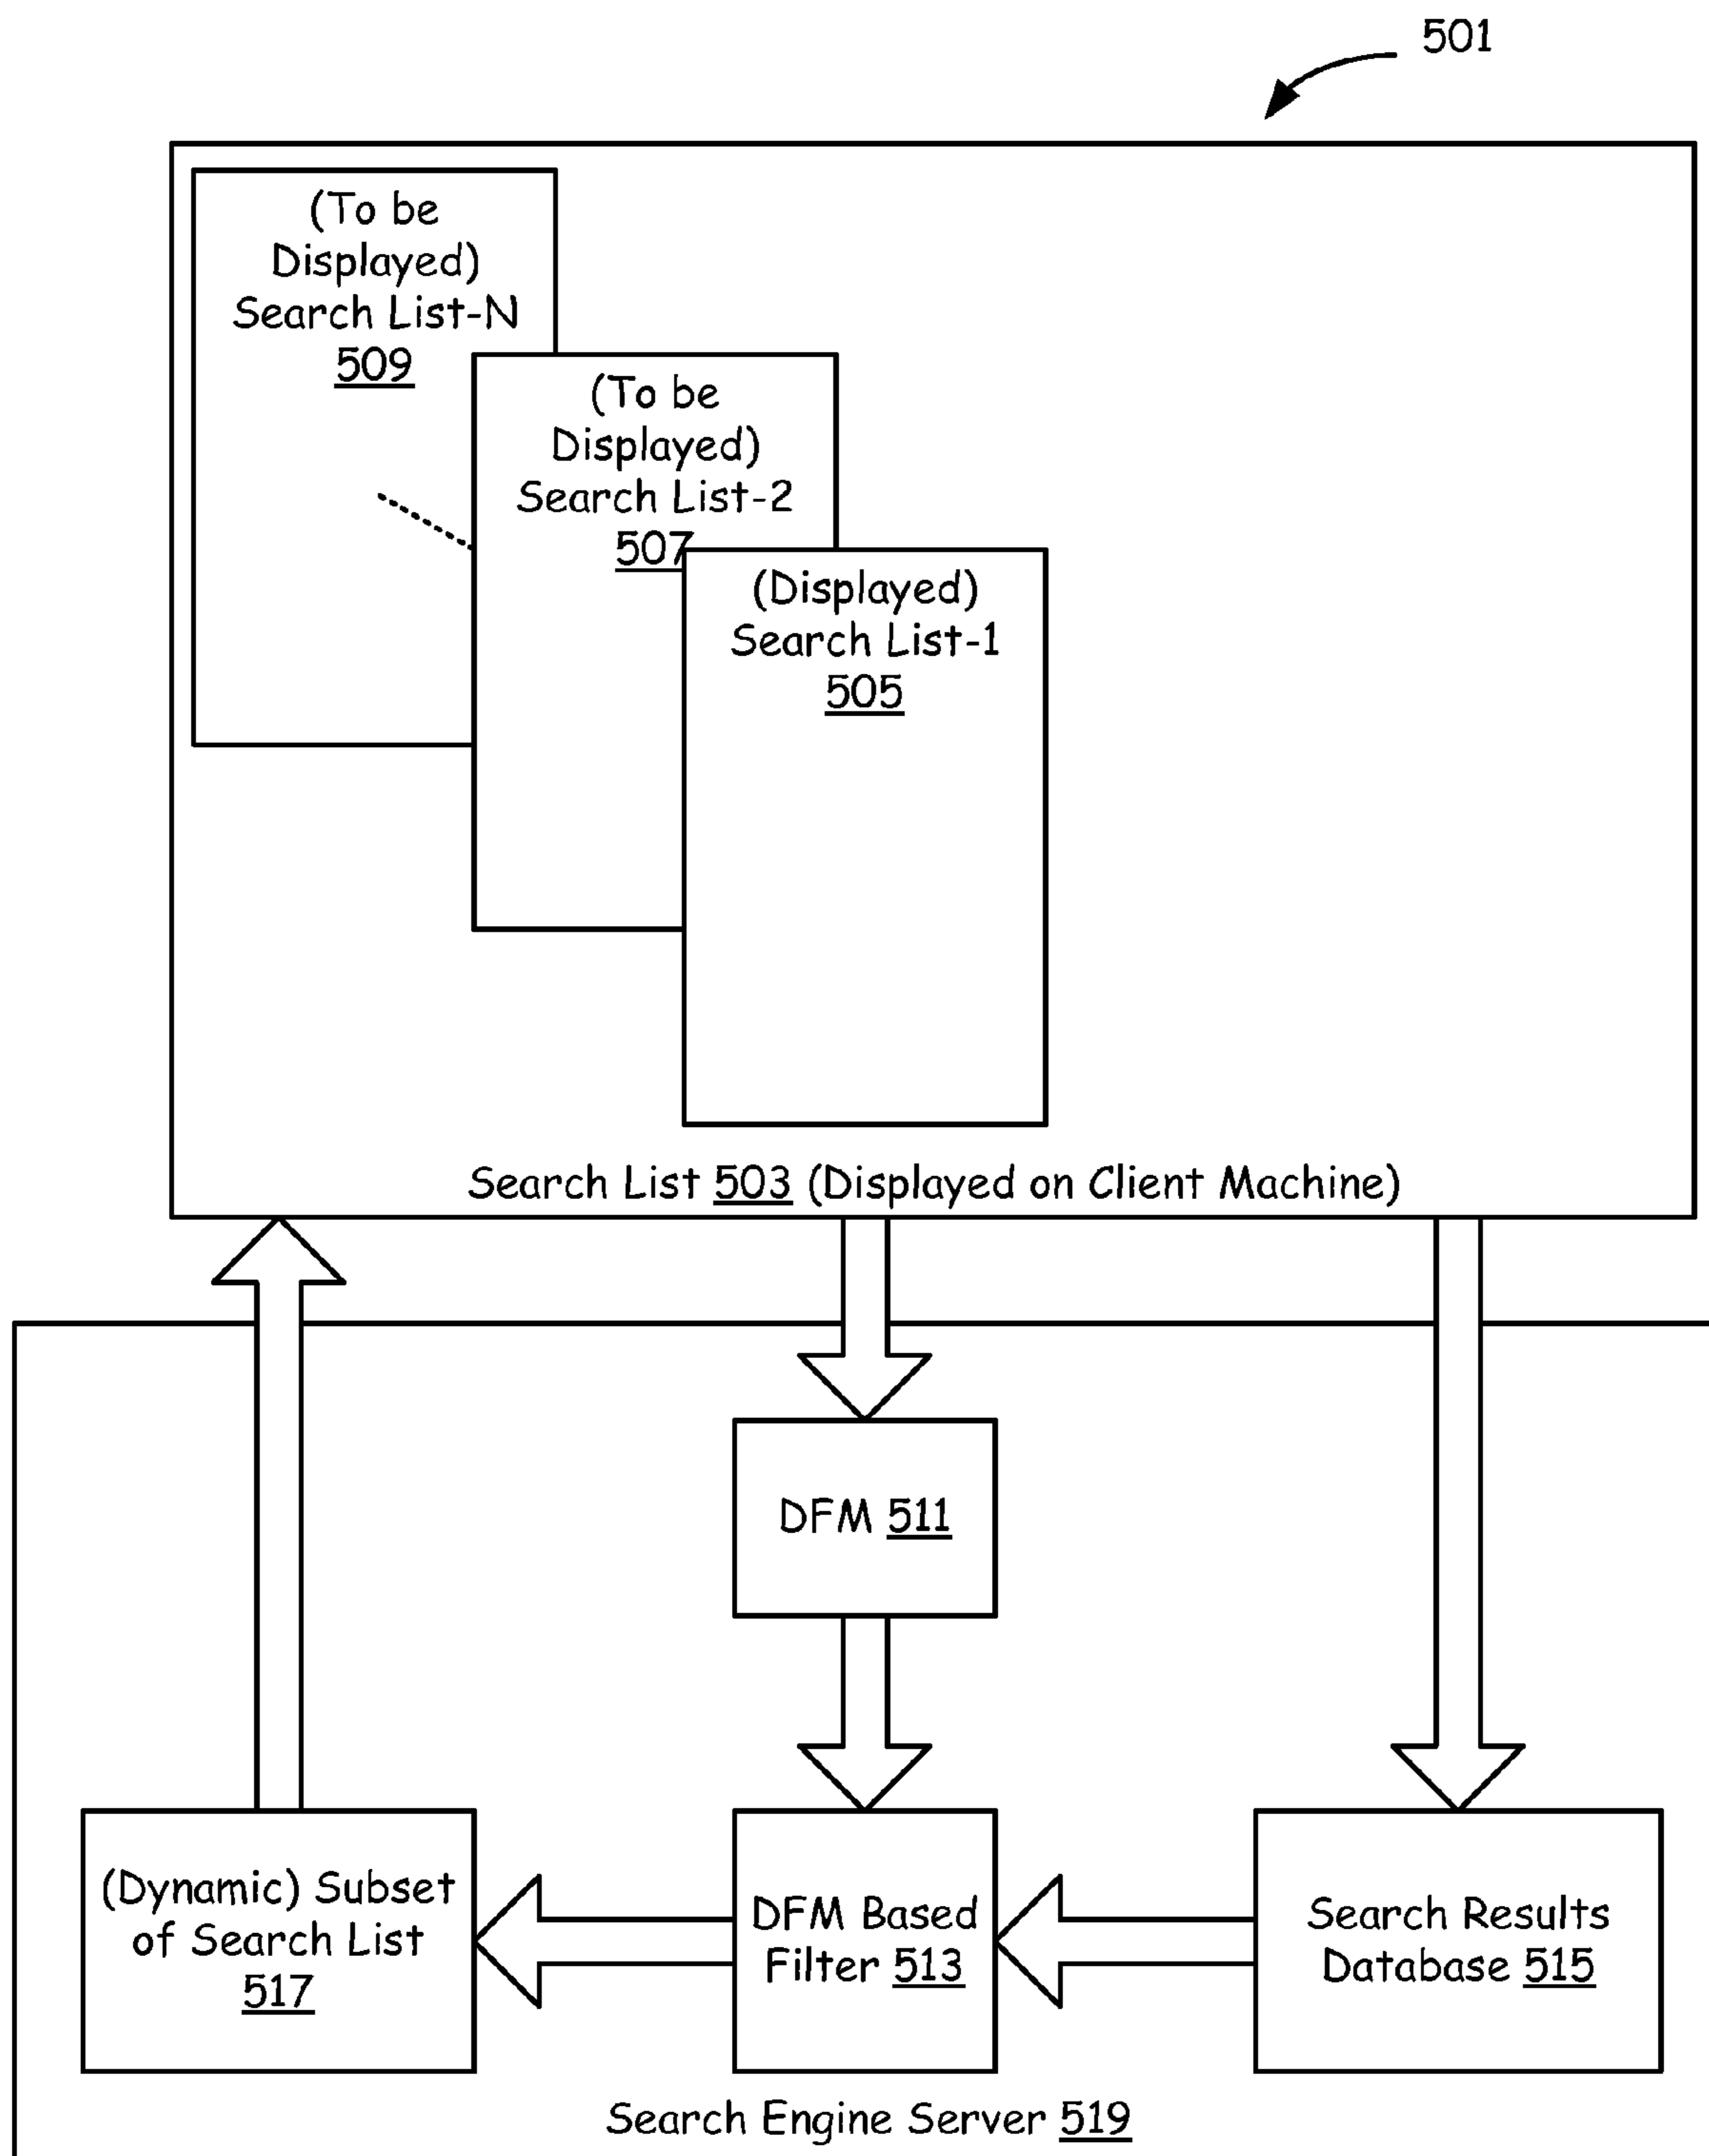 501
(To be
Displayed)
Search List-N
509
(To be
Displayed)
Search List-2
507
(Displayed)
Search List-1
505
Search List 503 (Displayed on Client Machine)
DFM 511
(Dynamic) Subset
of Search List
517
DFM Based
Filter 513
Search Results
Database 515
Search Engine Server 519